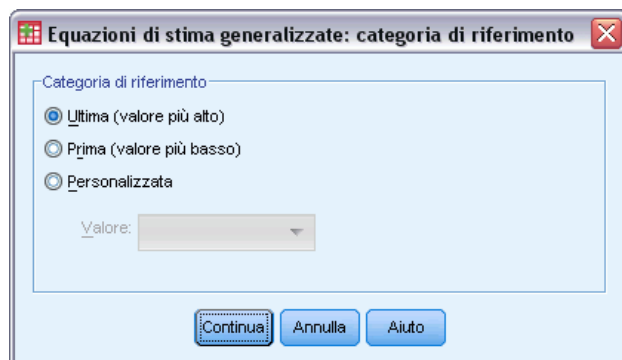 Equazioni di stima generalizzate: categoria di riferimento
Categoria di riferimento
Ultima (valore più alto)
Prima (valore più basso)
Personalizzata
Valore:
Continua Annulla Aiuto